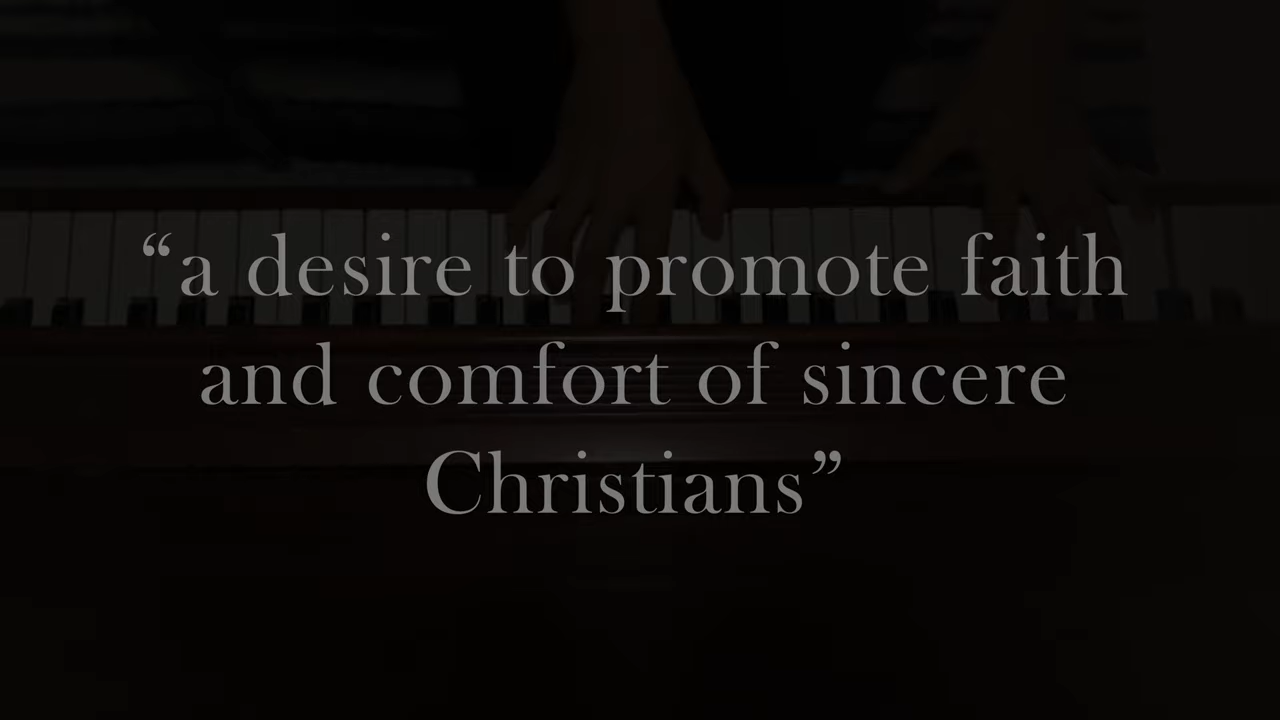 “a desire to promote faith
and comfort of sincere
Christians”